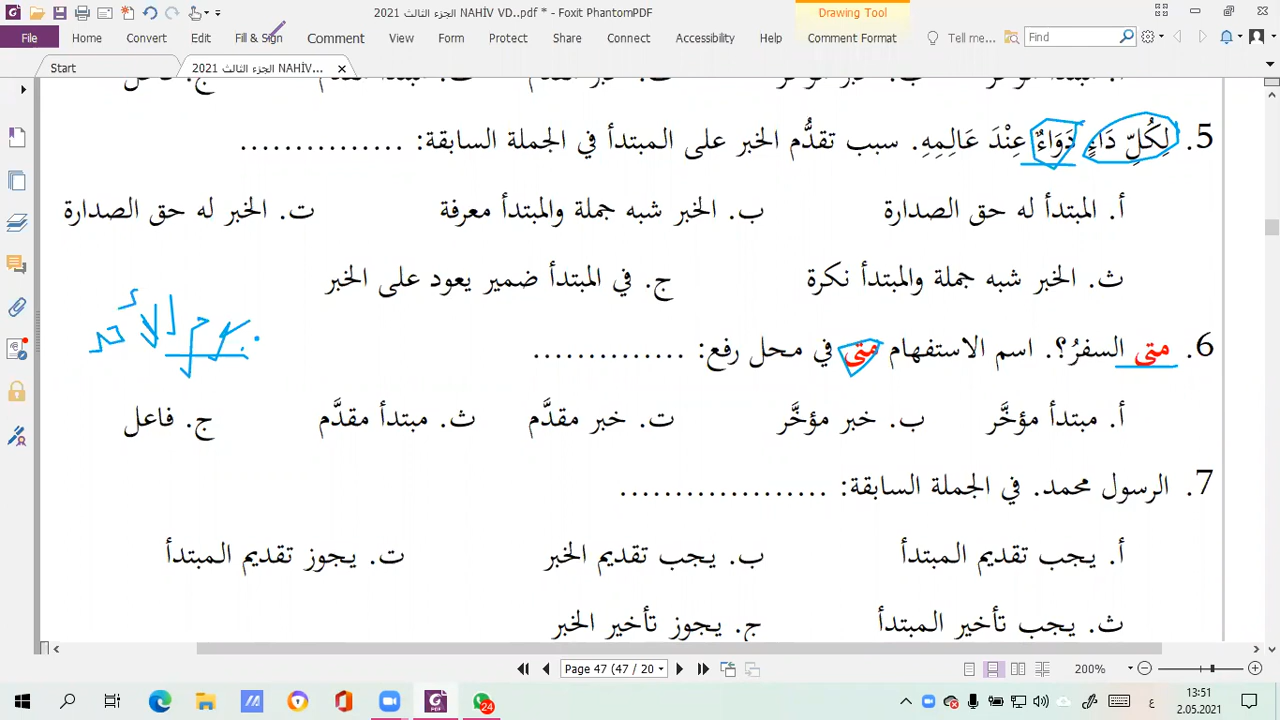 الجزء الثالث 2021 NAHİV VD..pdf * - Foxit PhantomPDF
Drawing Tool
File Home Convert Edit Fill & Sign Comment View Form Protect Share Connect Accessibility Help Comment Format Tell me... Find
Start الجزء الثالث 2021 NAHİV VD...
5. لِكُلِّ دَاءٍ دَوَاءٌ عِنْدَ عَالِمِهِ. سبب تقدُّم الخبر على المبتدأ في الجملة السابقة: ...............
أ. المبتدأ له حق الصدارة ب. الخبر شبه جملة والمبتدأ معرفة ت. الخبر له حق الصدارة
ث. الخبر شبه جملة والمبتدأ نكرة ج. في المبتدأ ضمير يعود على الخبر
6. متى السفرُ؟. اسم الاستفهام متى في محل رفع: ..............
أ. مبتدأ مؤخَّر ب. خبر مؤخَّر ت. خبر مقدَّم ث. مبتدأ مقدَّم ج. فاعل
7. الرسول محمد. في الجملة السابقة: ...................
أ. يجب تقديم المبتدأ ب. يجب تقديم الخبر ت. يجوز تقديم المبتدأ
ث. يجب تأخير المبتدأ ج. يجوز تأخير الخبر
Page 47 (47 / 20 200%
24 ع 13:51
2.05.2021